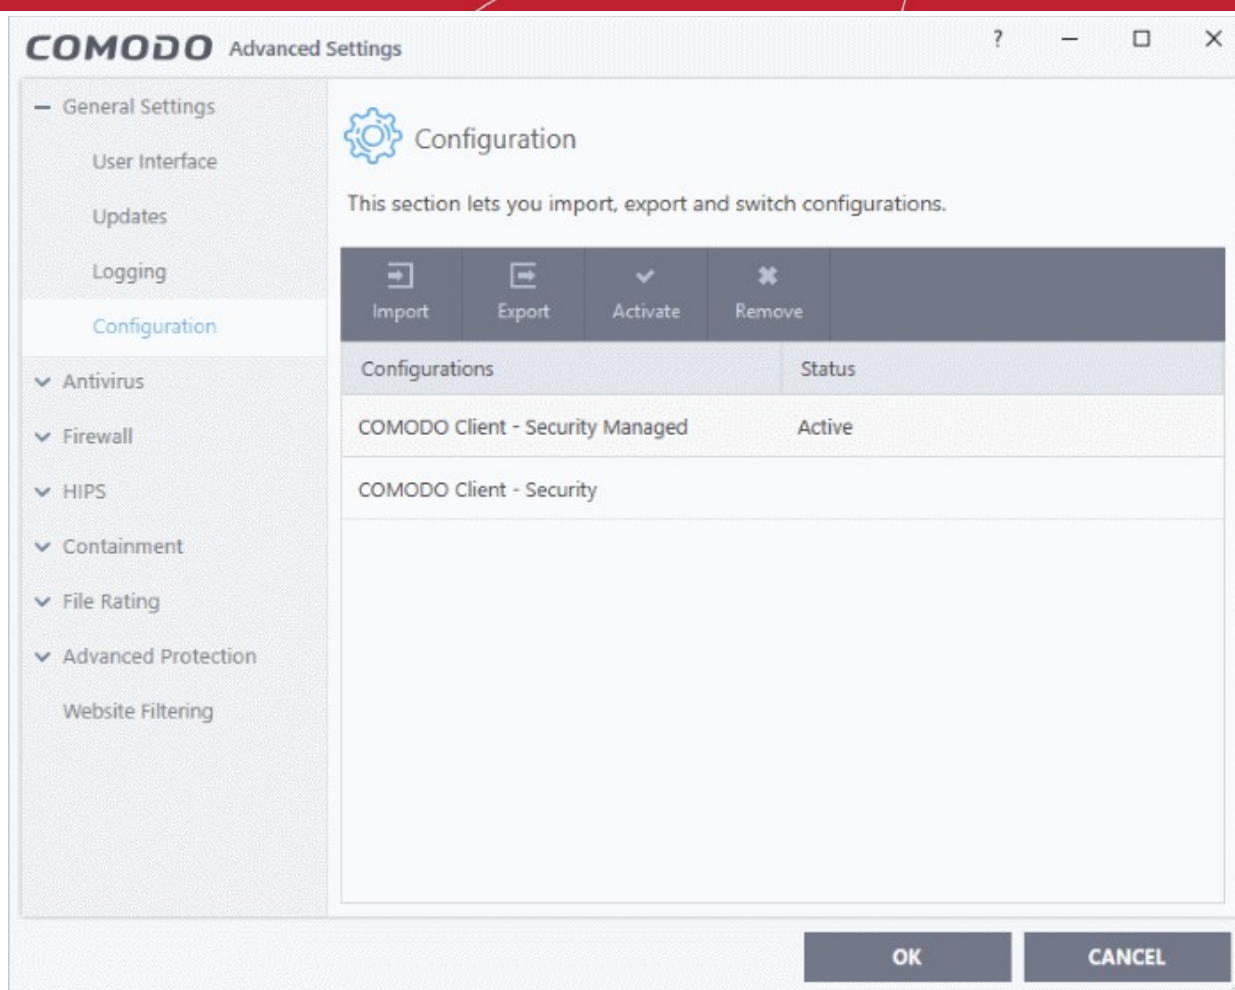 COMODO Advanced Settings ?
General Settings
User Interface
Updates
Logging
Configuration
Antivirus
Firewall
HIPS
Containment
File Rating
Advanced Protection
Website Filtering
Configuration
This section lets you import, export and switch configurations.
Import Export Activate Remove
Configurations Status
COMODO Client - Security Managed Active
COMODO Client - Security
OK CANCEL